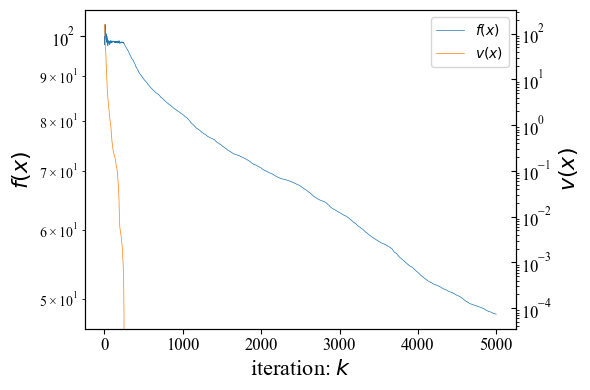 f(x)
v(x)
10²
9 × 10¹
8 × 10¹
7 × 10¹
6 × 10¹
5 × 10¹
f(x)
10²
10¹
10⁰
10⁻¹
10⁻²
10⁻³
10⁻⁴
v(x)
0 1000 2000 3000 4000 5000
iteration: k